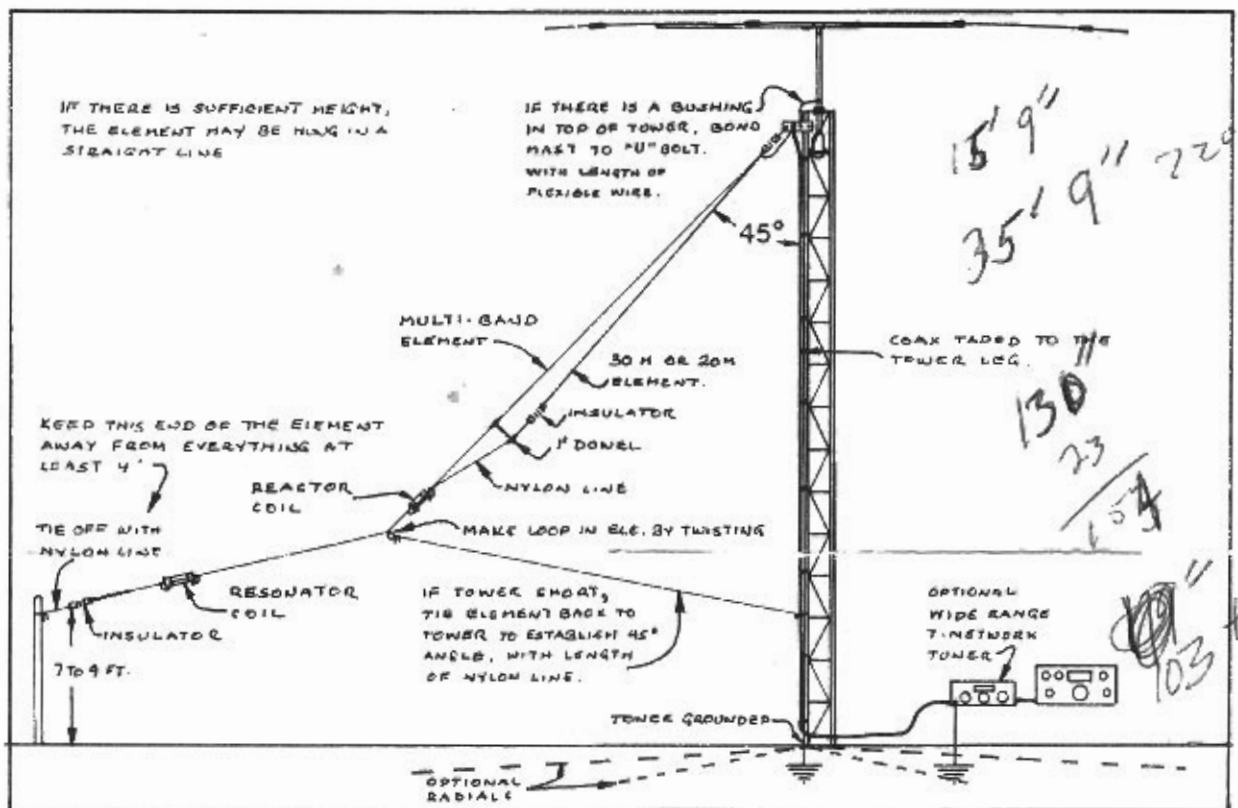 IF THERE IS SUFFICIENT HEIGHT,
THE ELEMENT MAY BE HUNG IN A
STRAIGHT LINE
IF THERE IS A BUSHING
IN TOP OF TOWER, BOND
MAST TO "U" BOLT.
WITH LENGTH OF
FLEXIBLE WIRE.
15' 9"
35' 9"
45°
MULTI-BAND
ELEMENT
30 M OR 20M
ELEMENT.
COAX TAPED TO THE
TOWER LEG.
INSULATOR
1" DOWEL
NYLON LINE
130"
23
KEEP THIS END OF THE ELEMENT
AWAY FROM EVERYTHING AT
LEAST 4'
REACTOR
COIL
MAKE LOOP IN ELE. BY TWISTING
TIE OFF WITH
NYLON LINE
RESONATOR
COIL
INSULATOR
7 TO 9 FT.
IF TOWER SHORT,
TIE ELEMENT BACK TO
TOWER TO ESTABLISH 45°
ANGLE, WITH LENGTH
OF NYLON LINE.
OPTIONAL
WIDE RANGE
T-NETWORK
TUNER
103"
TOWER GROUNDED
OPTIONAL
RADIALS